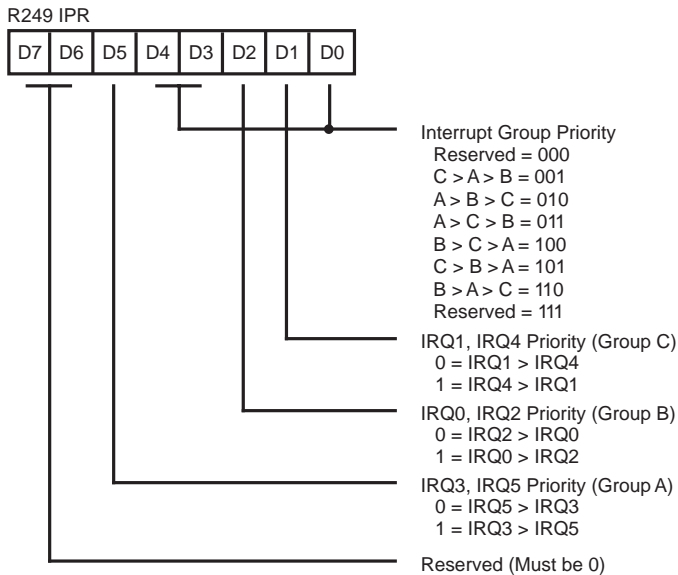 R249 IPR
D7 D6 D5 D4 D3 D2 D1 D0
Interrupt Group Priority
Reserved = 000
C > A > B = 001
A > B > C = 010
A > C > B = 011
B > C > A = 100
C > B > A = 101
B > A > C = 110
Reserved = 111
IRQ1, IRQ4 Priority (Group C)
0 = IRQ1 > IRQ4
1 = IRQ4 > IRQ1
IRQ0, IRQ2 Priority (Group B)
0 = IRQ2 > IRQ0
1 = IRQ0 > IRQ2
IRQ3, IRQ5 Priority (Group A)
0 = IRQ5 > IRQ3
1 = IRQ3 > IRQ5
Reserved (Must be 0)